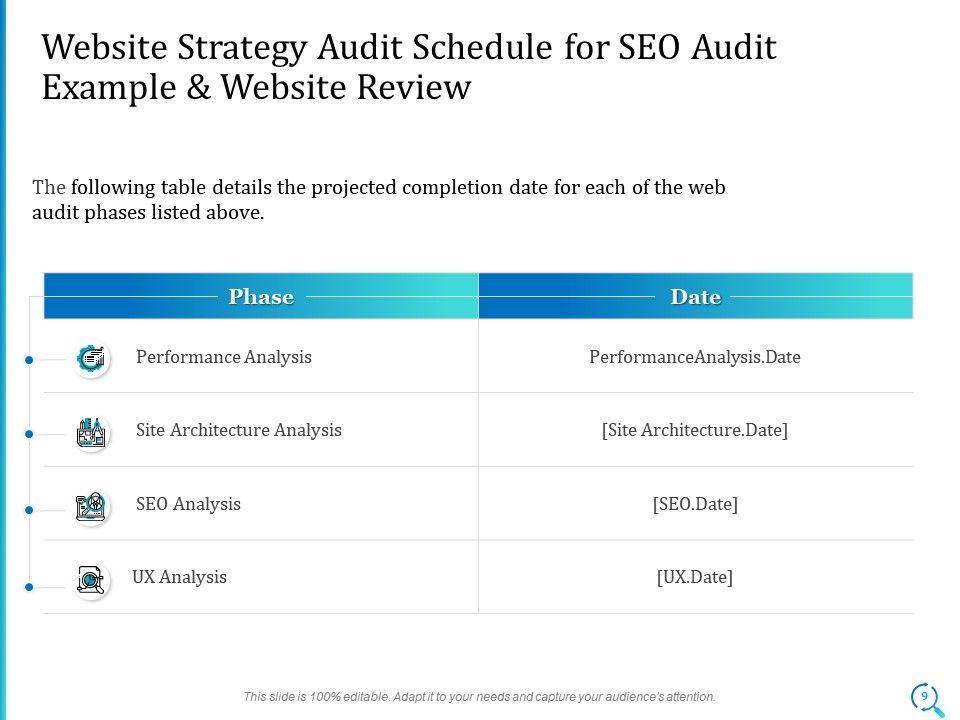 Website Strategy Audit Schedule for SEO Audit
Example & Website Review
The following table details the projected completion date for each of the web
audit phases listed above.
Phase
Date
Performance Analysis
PerformanceAnalysis.Date
Site Architecture Analysis
[Site Architecture.Date]
SEO Analysis
[SEO.Date]
UX Analysis
[UX.Date]
This slide is 100% editable. Adapt it to your needs and capture your audience's attention.
9